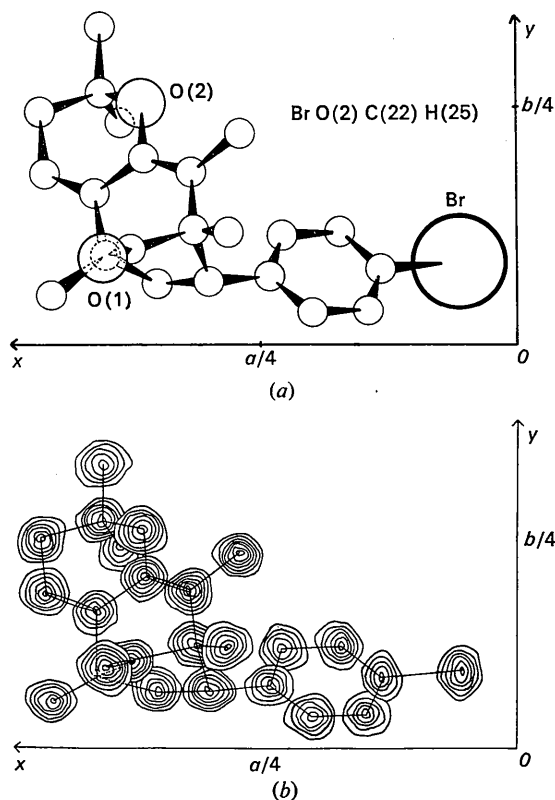 y
O(2)
Br O(2) C(22) H(25)
b/4
Br
O(1)
x
a/4
0
(a)
y
b/4
x
a/4
0
(b)